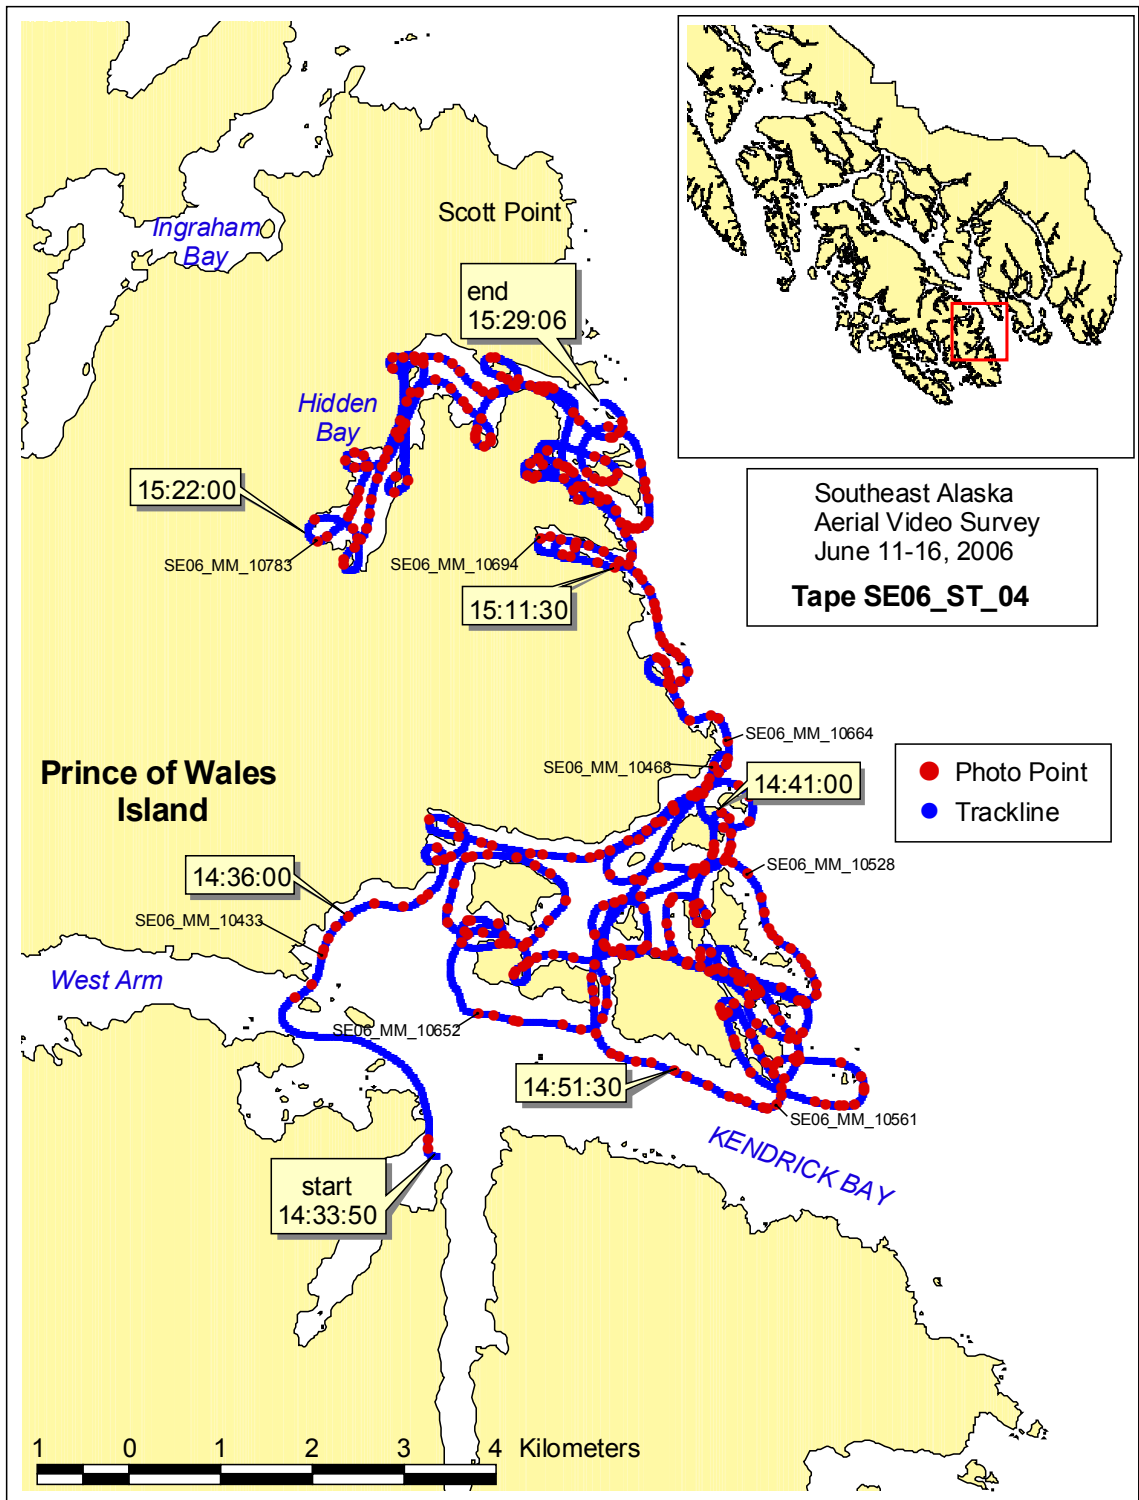 Scott Point
Ingraham
Bay
end
15:29:06
Hidden
Bay
15:22:00
SE06_MM_10783
SE06_MM_10694
15:11:30
Southeast Alaska
Aerial Video Survey
June 11-16, 2006
Tape SE06_ST_04
SE06_MM_10664
SE06_MM_10468
14:41:00
Photo Point
Trackline
Prince of Wales
Island
14:36:00
SE06_MM_10528
SE06_MM_10433
West Arm
SE06_MM_10652
14:51:30
SE06_MM_10561
KENDRICK BAY
start
14:33:50
1 0 1 2 3 4 Kilometers